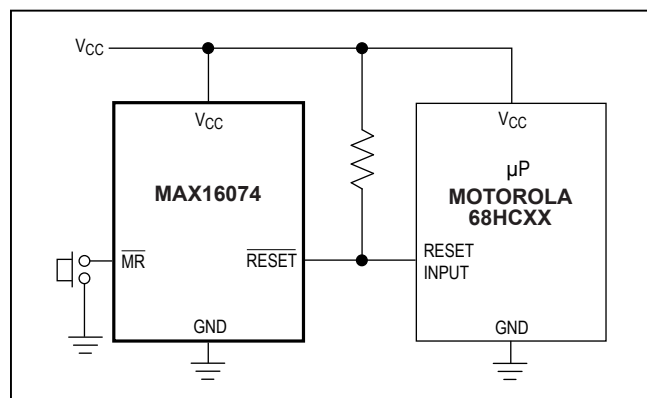 VCC
VCC
MAX16074
MR
RESET
GND
VCC
µP
MOTOROLA
68HCXX
RESET
INPUT
GND